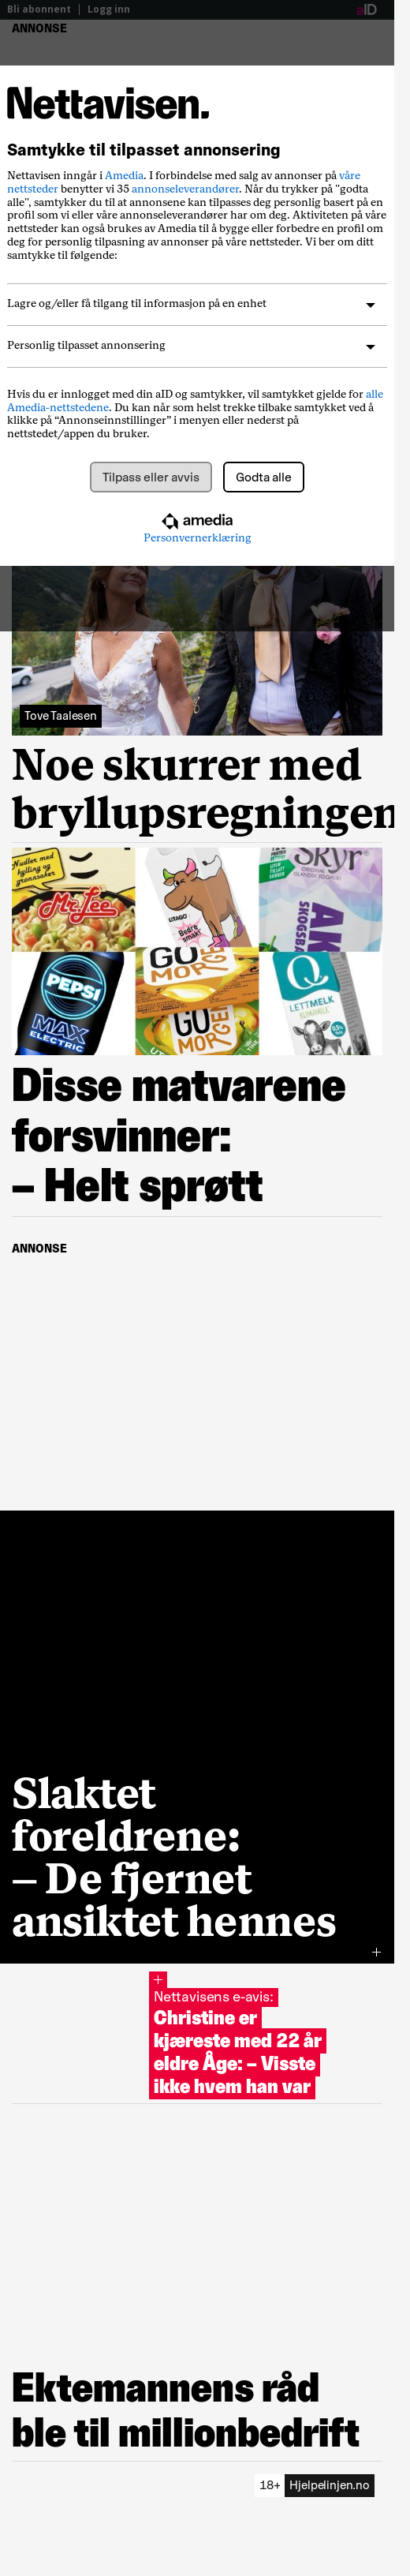 Bli abonnent | Logg inn
aID
ANNONSE
Nettavisen.
Samtykke til tilpasset annonsering
Nettavisen inngår i Amedia. I forbindelse med salg av annonser på våre
nettsteder benytter vi 35 annonseleverandører. Når du trykker på "godta
alle", samtykker du til at annonsene kan tilpasses deg personlig basert på en
profil som vi eller våre annonseleverandører har om deg. Aktiviteten på våre
nettsteder kan også brukes av Amedia til å bygge eller forbedre en profil om
deg for personlig tilpasning av annonser på våre nettsteder. Vi ber om ditt
samtykke til følgende:
Lagre og/eller få tilgang til informasjon på en enhet
Personlig tilpasset annonsering
Hvis du er innlogget med din aID og samtykker, vil samtykket gjelde for alle
Amedia-nettstedene. Du kan når som helst trekke tilbake samtykket ved å
klikke på “Annonseinnstillinger” i menyen eller nederst på
nettstedet/appen du bruker.
Tilpass eller avvis
Godta alle
amedia
Personvernerklæring
Tove Taalesen
Noe skurrer med
bryllupsregningen
Nudler med
kylling og
grønnsaker
Mr. Lee
LITAGO
Bedre
smak
Skyr
ORIGINAL
ISLANDSK YOGHURT
SKOGSB
PEPSI
MAX
ELECTRIC
GO
MORGEN
Q
LETTMELK
0,5%
Disse matvarene
forsvinner:
– Helt sprøtt
ANNONSE
Slaktet
foreldrene:
– De fjernet
ansiktet hennes
+
+
Nettavisens e-avis:
Christine er
kjæreste med 22 år
eldre Åge: – Visste
ikke hvem han var
Ektemannens råd
ble til millionbedrift
18+ Hjelpelinjen.no